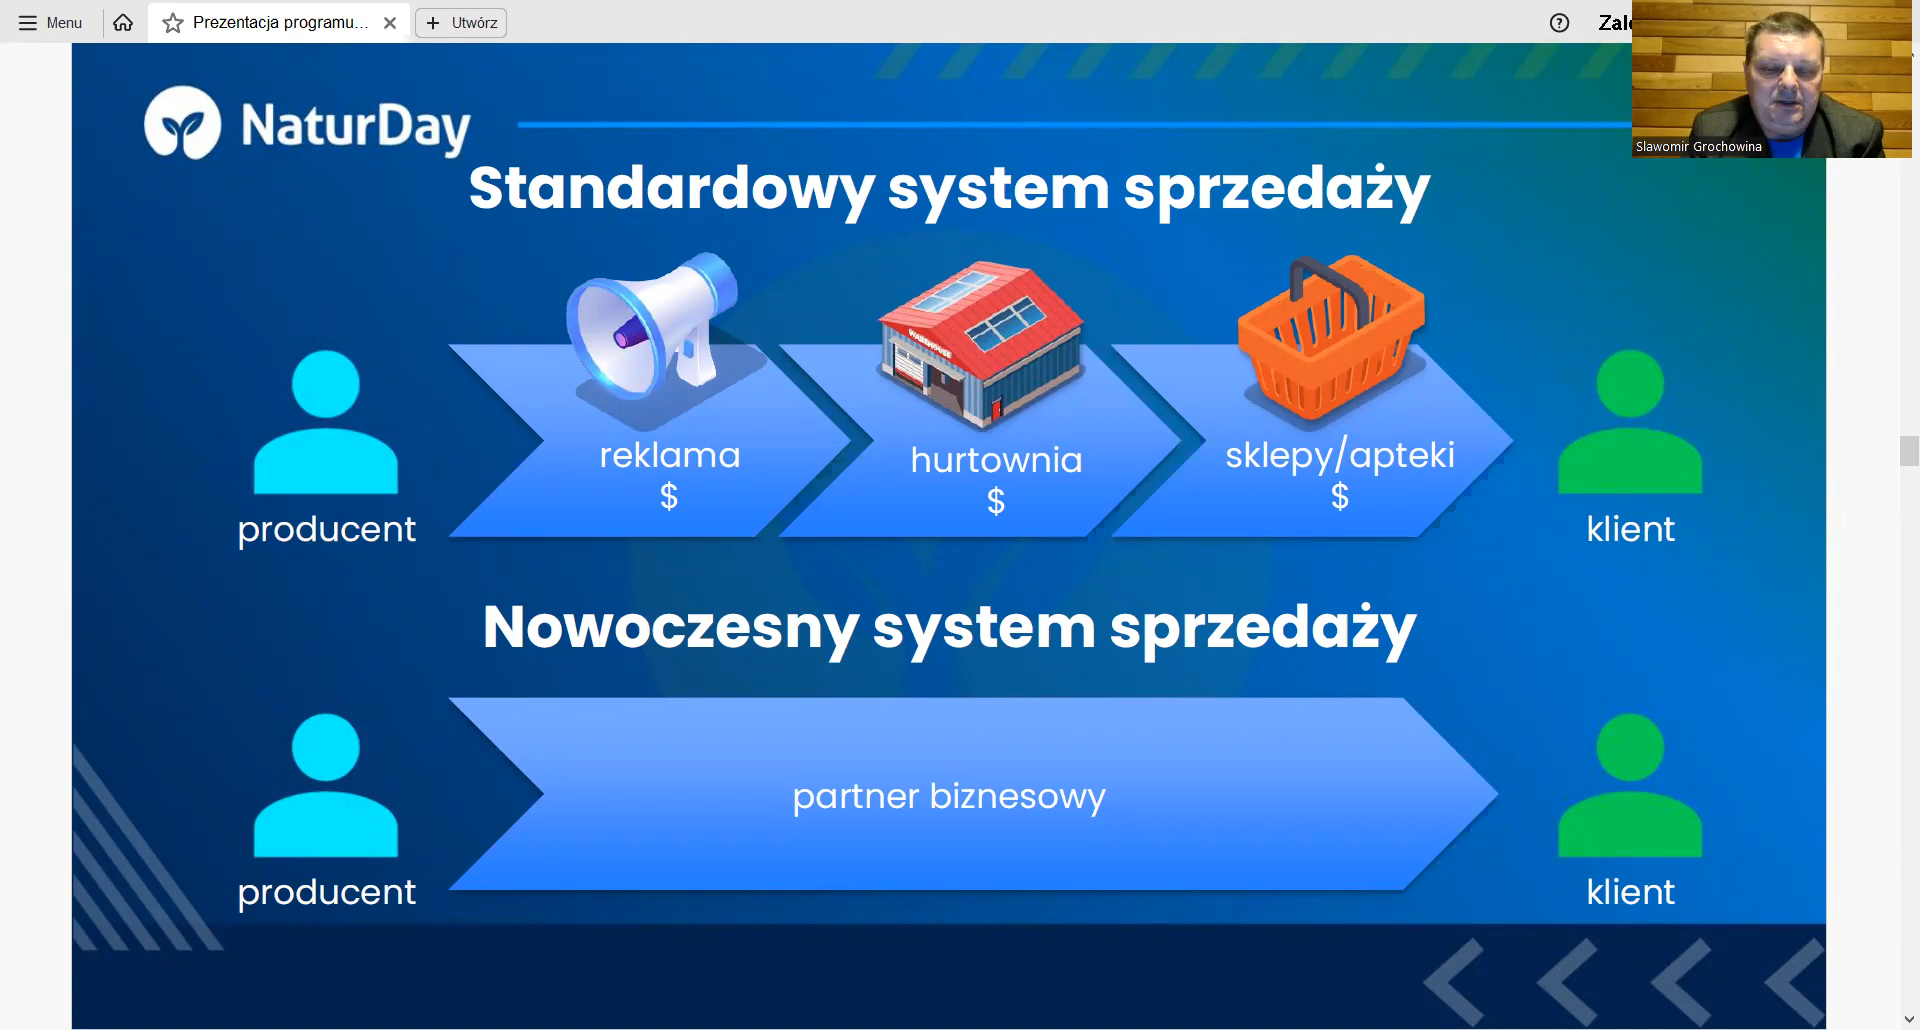 Menu
Prezentacja programu...
Utwórz
Slawomir Grochowina
NaturDay
Standardowy system sprzedaży
WAREHOUSE
reklama
$
hurtownia
$
sklepy/apteki
$
producent
klient
Nowoczesny system sprzedaży
partner biznesowy
producent
klient